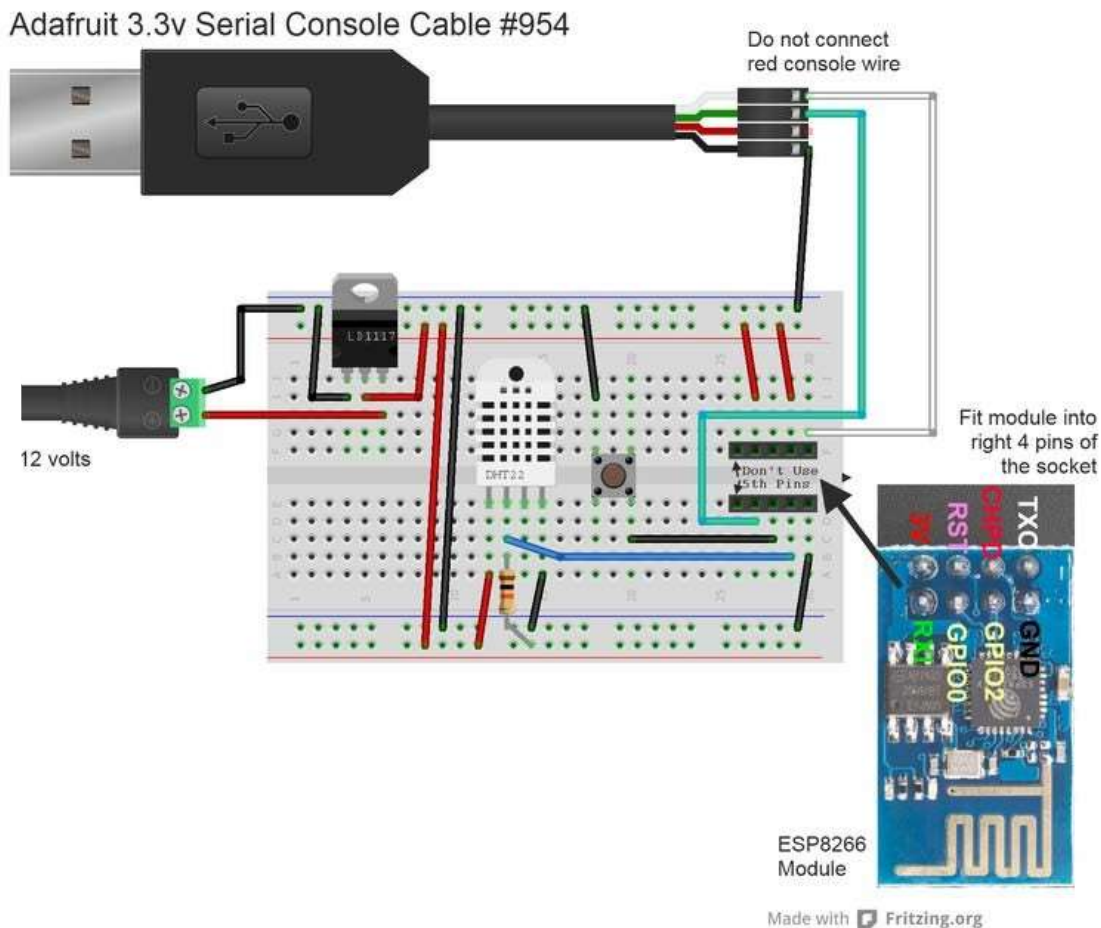 Adafruit 3.3v Serial Console Cable #954
Do not connect
red console wire
LD1117
12 volts
DHT22
Don't Use
5th Pins
Fit module into
right 4 pins of
the socket
3V
RST
CHPD
TXO
RXI
GPIO0
GPIO2
GND
ESP8266
Module
Made with Fritzing.org